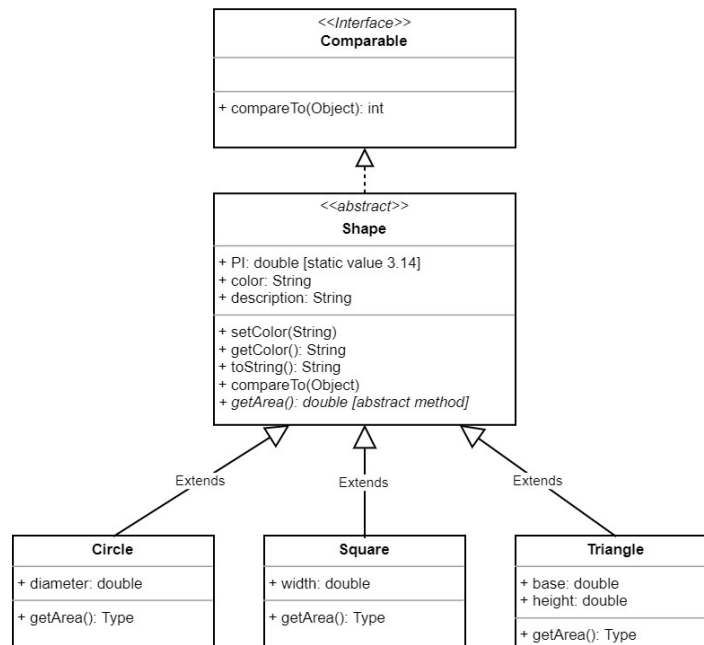 <<Interface>>
Comparable
+ compareTo(Object): int
<<abstract>>
Shape
+ PI: double [static value 3.14]
+ color: String
+ description: String
+ setColor(String)
+ getColor(): String
+ toString(): String
+ compareTo(Object)
+ getArea(): double [abstract method]
Extends
Extends
Extends
Circle
+ diameter: double
+ getArea(): Type
Square
+ width: double
+ getArea(): Type
Triangle
+ base: double
+ height: double
+ getArea(): Type